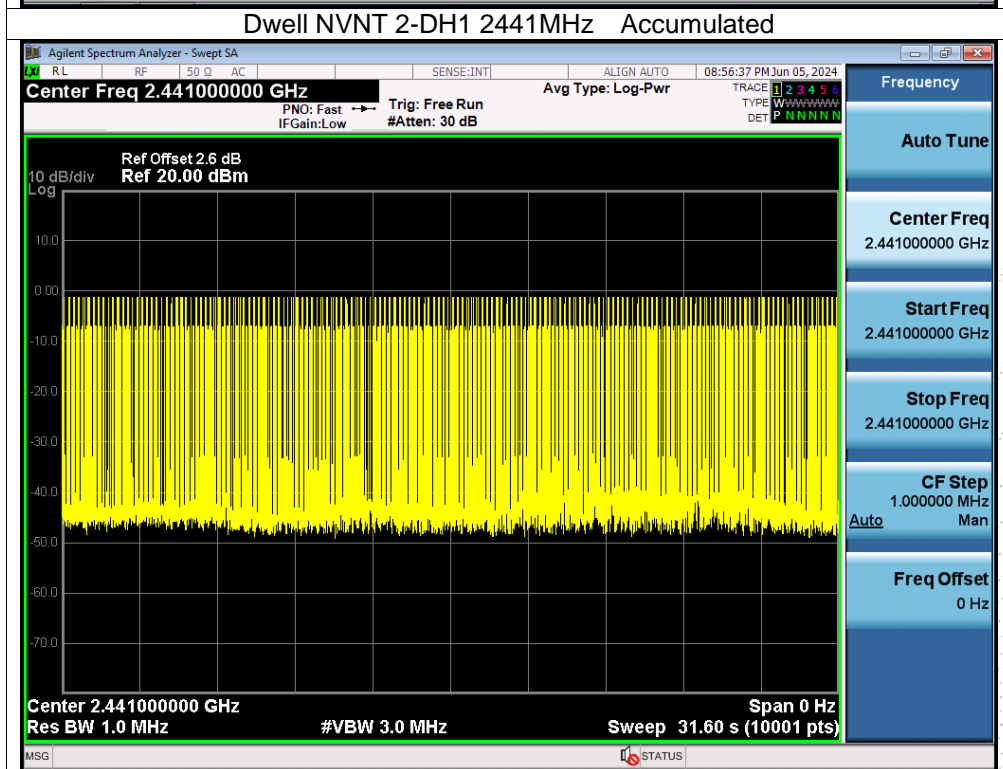 Dwell NVNT 2-DH1 2441MHz Accumulated
Agilent Spectrum Analyzer - Swept SA
LXI RL RF 50 Ω AC SENSE:INT ALIGN AUTO 08:56:37 PM Jun 05, 2024
Center Freq 2.441000000 GHz
PNO: Fast
IFGain:Low
Trig: Free Run
#Atten: 30 dB
Avg Type: Log-Pwr
TRACE 1 2 3 4 5 6
TYPE WWWWWWW
DET P N N N N N
Ref Offset 2.6 dB
10 dB/div Ref 20.00 dBm
Log
10.0
0.00
-10.0
-20.0
-30.0
-40.0
-50.0
-60.0
-70.0
Center 2.441000000 GHz Span 0 Hz
Res BW 1.0 MHz #VBW 3.0 MHz Sweep 31.60 s (10001 pts)
MSG STATUS
Frequency
Auto Tune
Center Freq
2.441000000 GHz
Start Freq
2.441000000 GHz
Stop Freq
2.441000000 GHz
CF Step
1.000000 MHz
Auto Man
Freq Offset
0 Hz